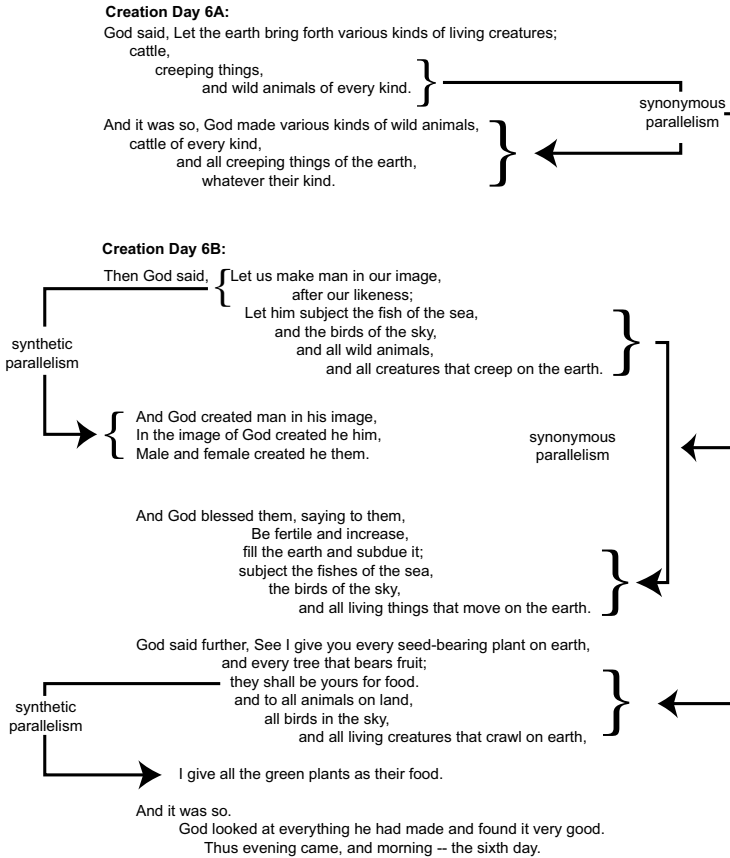 Creation Day 6A:
God said, Let the earth bring forth various kinds of living creatures;
cattle,
creeping things,
and wild animals of every kind.
synonymous
parallelism
And it was so, God made various kinds of wild animals,
cattle of every kind,
and all creeping things of the earth,
whatever their kind.
Creation Day 6B:
Then God said, Let us make man in our image,
after our likeness;
Let him subject the fish of the sea,
and the birds of the sky,
and all wild animals,
and all creatures that creep on the earth.
synthetic
parallelism
And God created man in his image,
In the image of God created he him,
Male and female created he them.
synonymous
parallelism
And God blessed them, saying to them,
Be fertile and increase,
fill the earth and subdue it;
subject the fishes of the sea,
the birds of the sky,
and all living things that move on the earth.
God said further, See I give you every seed-bearing plant on earth,
and every tree that bears fruit;
they shall be yours for food.
and to all animals on land,
all birds in the sky,
and all living creatures that crawl on earth,
synthetic
parallelism
I give all the green plants as their food.
And it was so.
God looked at everything he had made and found it very good.
Thus evening came, and morning -- the sixth day.